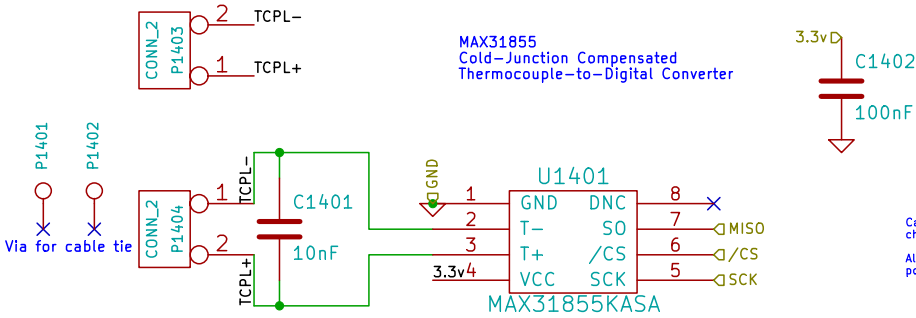 2
TCPL-
CONN_2
P1403
1
TCPL+
MAX31855
Cold-Junction Compensated
Thermocouple-to-Digital Converter
3.3v
C1402
100nF
P1401
P1402
Via for cable tie
CONN_2
P1404
1
TCPL-
2
TCPL+
C1401
10nF
GND
U1401
1
GND
DNC
8
2
T-
SO
7
MISO
3
T+
/CS
6
/CS
3.3v
4
VCC
SCK
5
SCK
MAX31855KASA